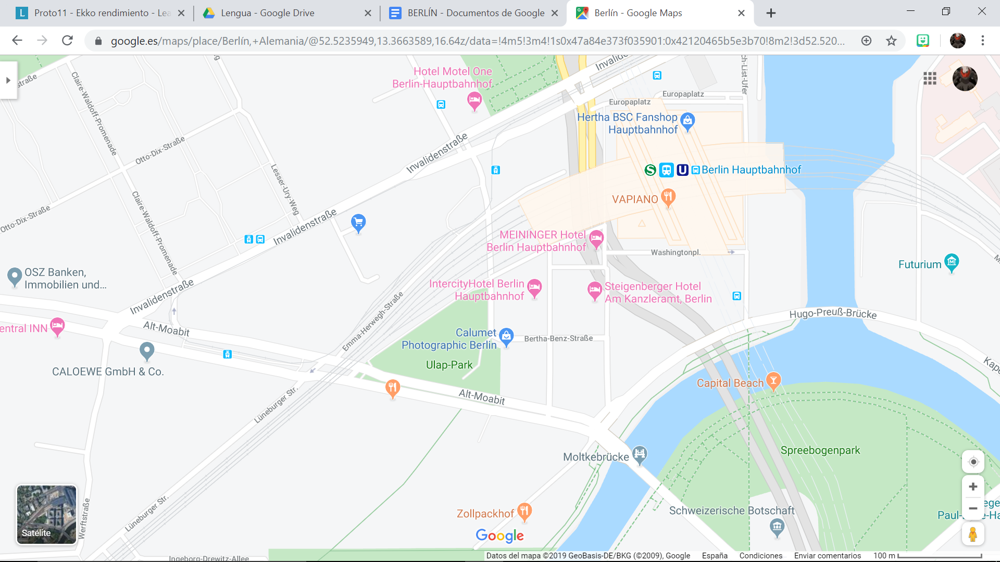 Proto11 - Ekko rendimiento - Lea
Lengua - Google Drive
BERLÍN - Documentos de Google
Berlín - Google Maps
google.es/maps/place/Berlín,+Alemania/@52.5235949,13.3663589,16.64z/data=!4m5!3m4!1s0x47a84e373f035901:0x42120465b5e3b70!8m2!3d52.520...
Hotel Motel One
Berlin-Hauptbahnhof
Invalide
ch-List-Ufer
straße
Claire-Waldoff-Promenade
Europaplatz
Europaplatz
Hertha BSC Fanshop
Hauptbahnhof
Otto-Dix-Straße
Invalidenstraße
Lesser-Ury-Weg
S U Berlin Hauptbahnhof
VAPIANO
Otto-Dix-Straße
Claire-Waldoff-Promenade
Invalidenstraße
MEININGER Hotel
Berlin Hauptbahnhof
Washingtonpl.
Futurium
OSZ Banken,
Immobilien und...
IntercityHotel Berlin
Hauptbahnhof
Steigenberger Hotel
Am Kanzleramt, Berlin
Invalidenstraße
Emma-Herwegh-Straße
Hugo-Preuß-Brücke
entral INN
Alt-Moabit
Calumet
Photographic Berlin
Bertha-Benz-Straße
Ulap-Park
CALOEWE GmbH & Co.
Kape
Capital Beach
Alt-Moabit
Lüneburger Str.
Moltkebrücke
Spreebogenpark
Lüneburger Str.
Werftstraße
Zollpackhof
Schweizerische Botschaft
ege
Paul-
e-Ha
Satélite
Google
Ingeborg-Drewitz-Allee
Datos del mapa ©2019 GeoBasis-DE/BKG (©2009), Google España Condiciones Enviar comentarios 100 m